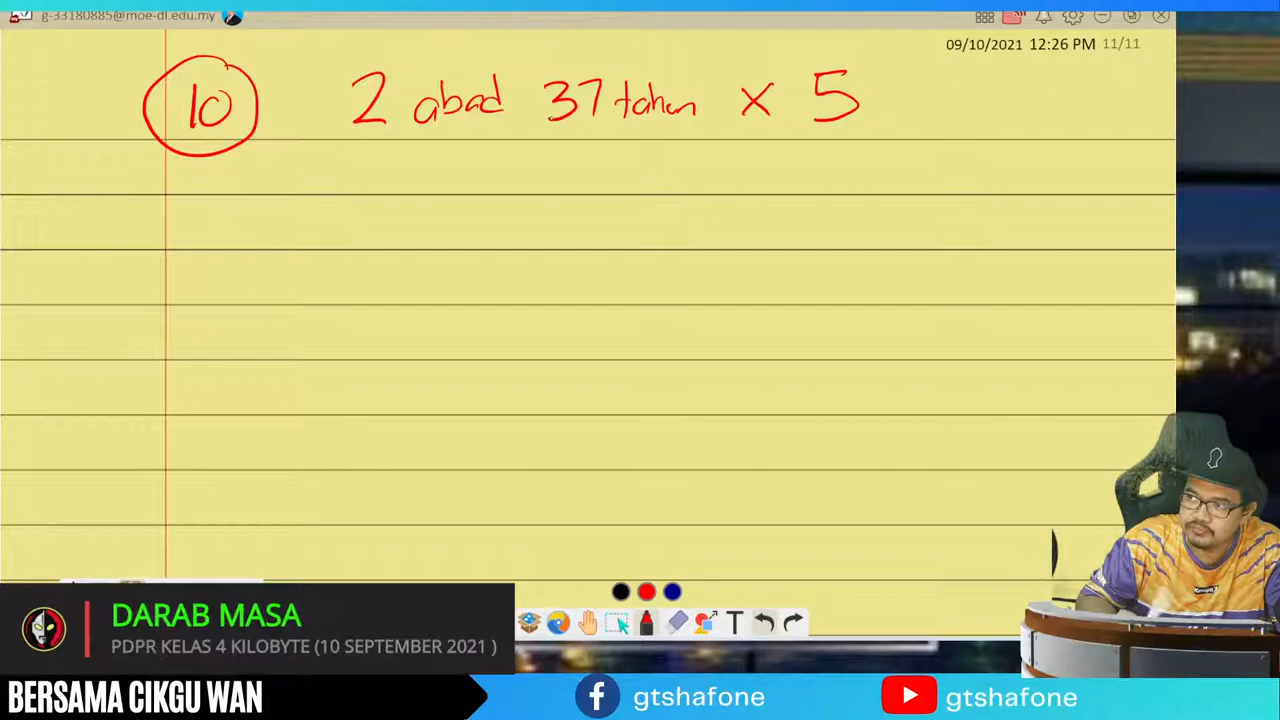 g-33180885@moe-dl.edu.my
09/10/2021 12:26 PM 11/11
10 2 abad 37 tahun x 5
T
DARAB MASA
PDPR KELAS 4 KILOBYTE (10 SEPTEMBER 2021 )
BERSAMA CIKGU WAN
gtshafone
gtshafone